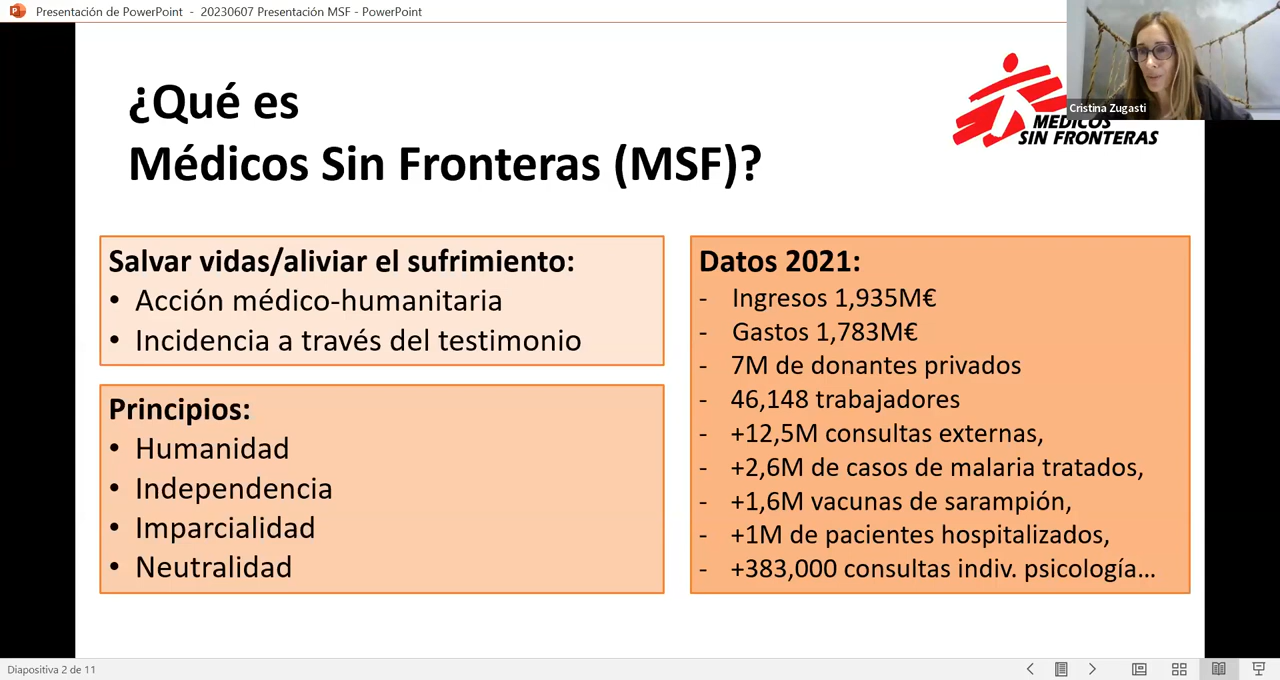 Presentación de PowerPoint - 20230607 Presentación MSF - PowerPoint
¿Qué es
Médicos Sin Fronteras (MSF)?
Cristina Zugasti
MEDICOS
SIN FRONTERAS
Salvar vidas/aliviar el sufrimiento:
• Acción médico-humanitaria
• Incidencia a través del testimonio
Principios:
• Humanidad
• Independencia
• Imparcialidad
• Neutralidad
Datos 2021:
- Ingresos 1,935M€
- Gastos 1,783M€
- 7M de donantes privados
- 46,148 trabajadores
- +12,5M consultas externas,
- +2,6M de casos de malaria tratados,
- +1,6M vacunas de sarampión,
- +1M de pacientes hospitalizados,
- +383,000 consultas indiv. psicología...
Diapositiva 2 de 11